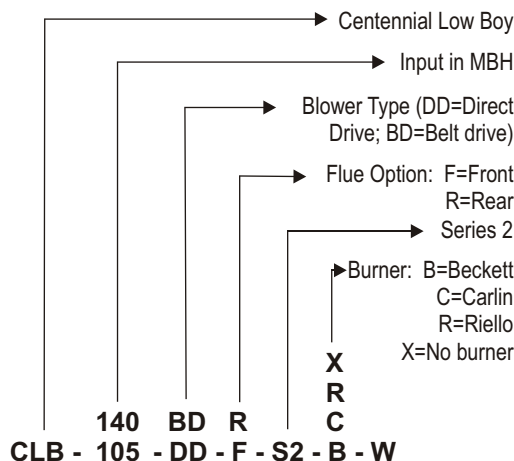 Centennial Low Boy
Input in MBH
Blower Type (DD=Direct
Drive; BD=Belt drive)
Flue Option: F=Front
R=Rear
Series 2
Burner: B=Beckett
C=Carlin
R=Riello
X=No burner
X
R
140 BD R C
CLB - 105 - DD - F - S2 - B - W